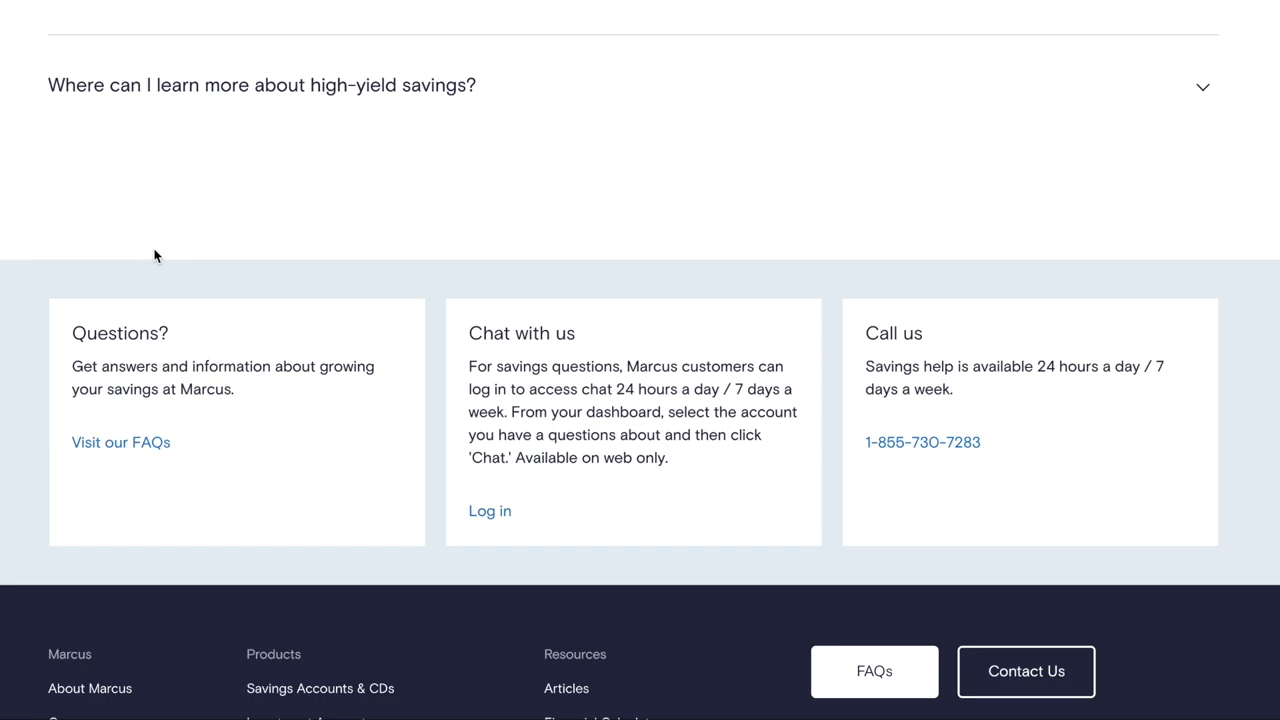 Where can I learn more about high-yield savings?
Questions?
Get answers and information about growing
your savings at Marcus.
Visit our FAQs
Chat with us
For savings questions, Marcus customers can
log in to access chat 24 hours a day / 7 days a
week. From your dashboard, select the account
you have a questions about and then click
'Chat.' Available on web only.
Log in
Call us
Savings help is available 24 hours a day / 7
days a week.
1-855-730-7283
Marcus
About Marcus
Products
Savings Accounts & CDs
Resources
Articles
FAQs
Contact Us